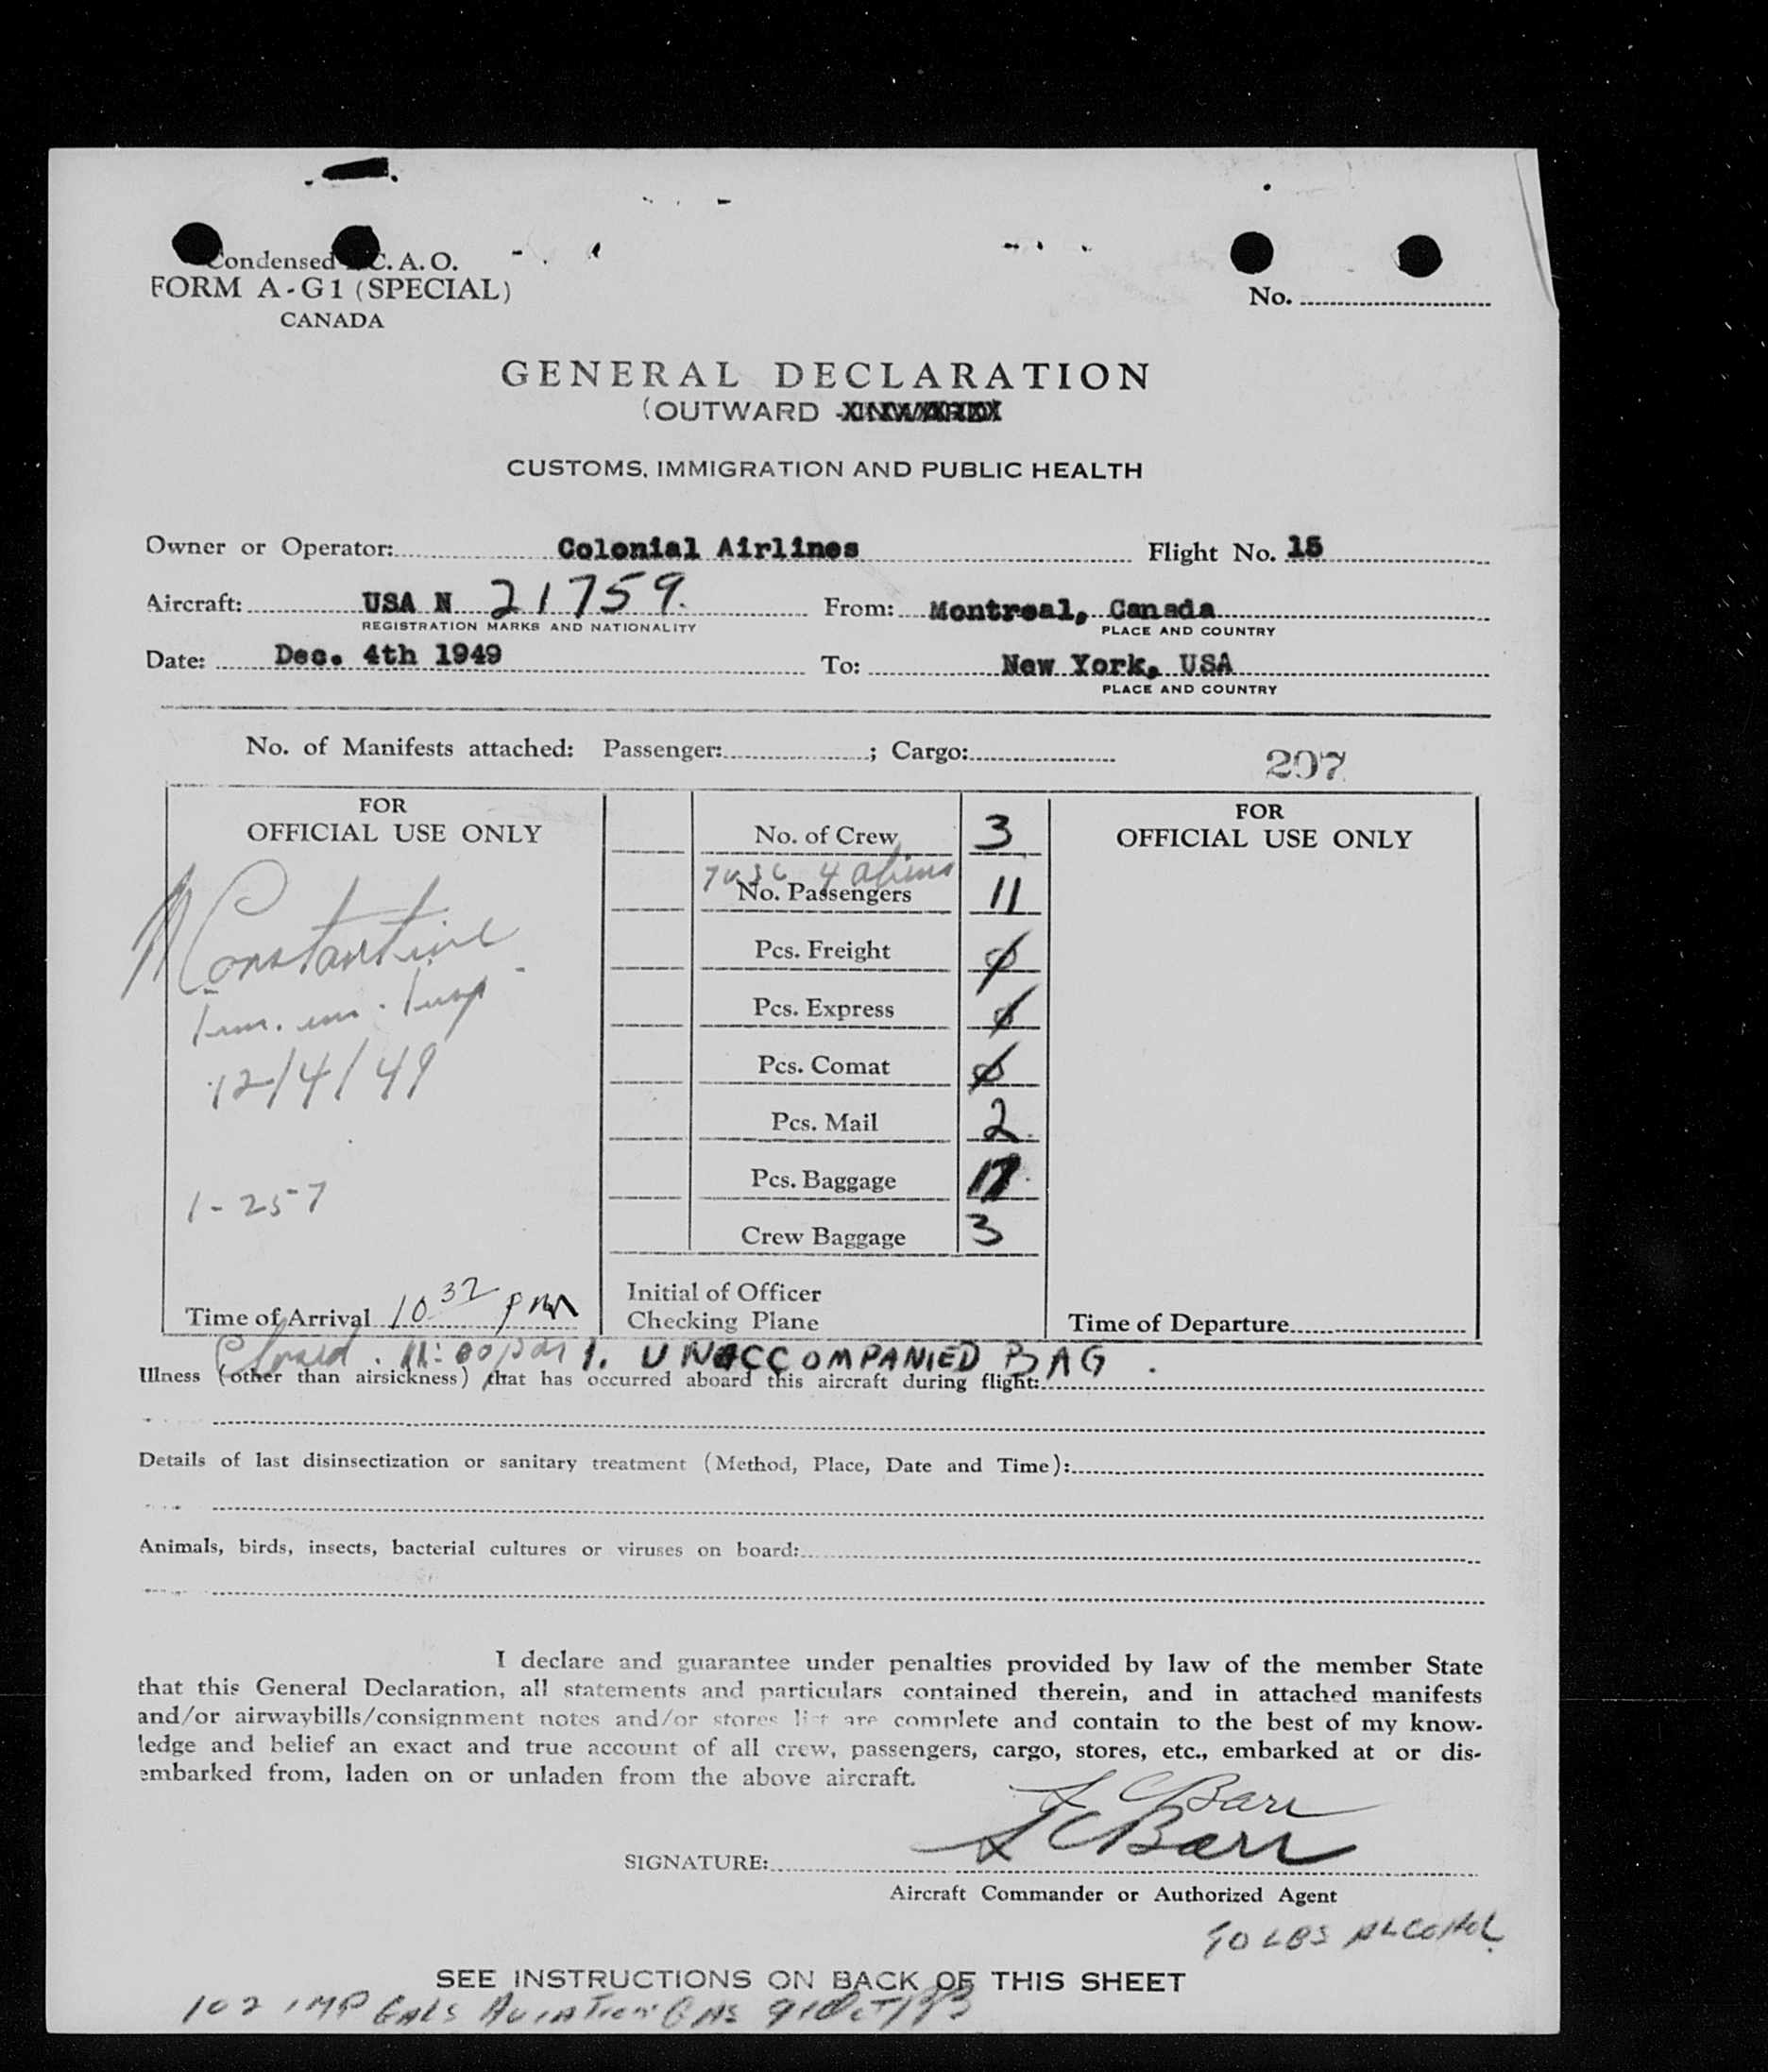 Condensed C. A. O.
FORM A-G1 (SPECIAL)
CANADA
No.
GENERAL DECLARATION
(OUTWARD
CUSTOMS, IMMIGRATION AND PUBLIC HEALTH
Owner or Operator: Colonial Airlines Flight No. 15
Aircraft: USA N 21759. From: Montreal, Canada
REGISTRATION MARKS AND NATIONALITY PLACE AND COUNTRY
Date: Dec. 4th 1949 To: New York, USA
PLACE AND COUNTRY
No. of Manifests attached: Passenger: ; Cargo:
207
FOR
OFFICIAL USE ONLY
Constantine
12/4/49
1-257
Time of Arrival 10 32 pm
No. of Crew 3
4 aliens
No. Passengers 11
Pcs. Freight ø
Pcs. Express ø
Pcs. Comat ø
Pcs. Mail 2
Pcs. Baggage
Crew Baggage 3
Initial of Officer
Checking Plane
FOR
OFFICIAL USE ONLY
Time of Departure
Closed 11:00 pm 1. UNACCOMPANIED BAG.
Illness (other than airsickness) that has occurred aboard this aircraft during flight:
Details of last disinsectization or sanitary treatment (Method, Place, Date and Time):
Animals, birds, insects, bacterial cultures or viruses on board:
I declare and guarantee under penalties provided by law of the member State
that this General Declaration, all statements and particulars contained therein, and in attached manifests
and/or airwaybills/consignment notes and/or stores list are complete and contain to the best of my know-
ledge and belief an exact and true account of all crew, passengers, cargo, stores, etc., embarked at or dis-
embarked from, laden on or unladen from the above aircraft.
C Barr
SIGNATURE: C Barr
Aircraft Commander or Authorized Agent
LBS ALCOHOL
SEE INSTRUCTIONS ON BACK OF THIS SHEET
102 IMP GALS AVIATION GAS